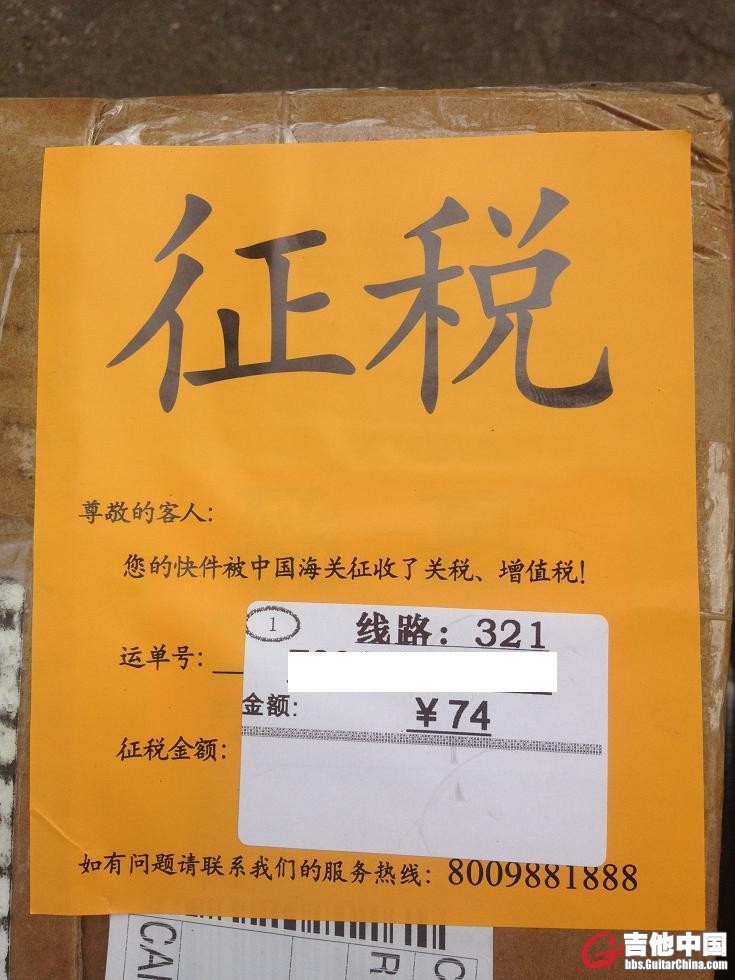 征税
尊敬的客人:
您的快件被中国海关征收了关税、增值税!
1
线路: 321
运单号:
金额: ¥74
征税金额:
如有问题请联系我们的服务热线: 8009881888
CAI
R
C
吉他中国
bbs.GuitarChina.com